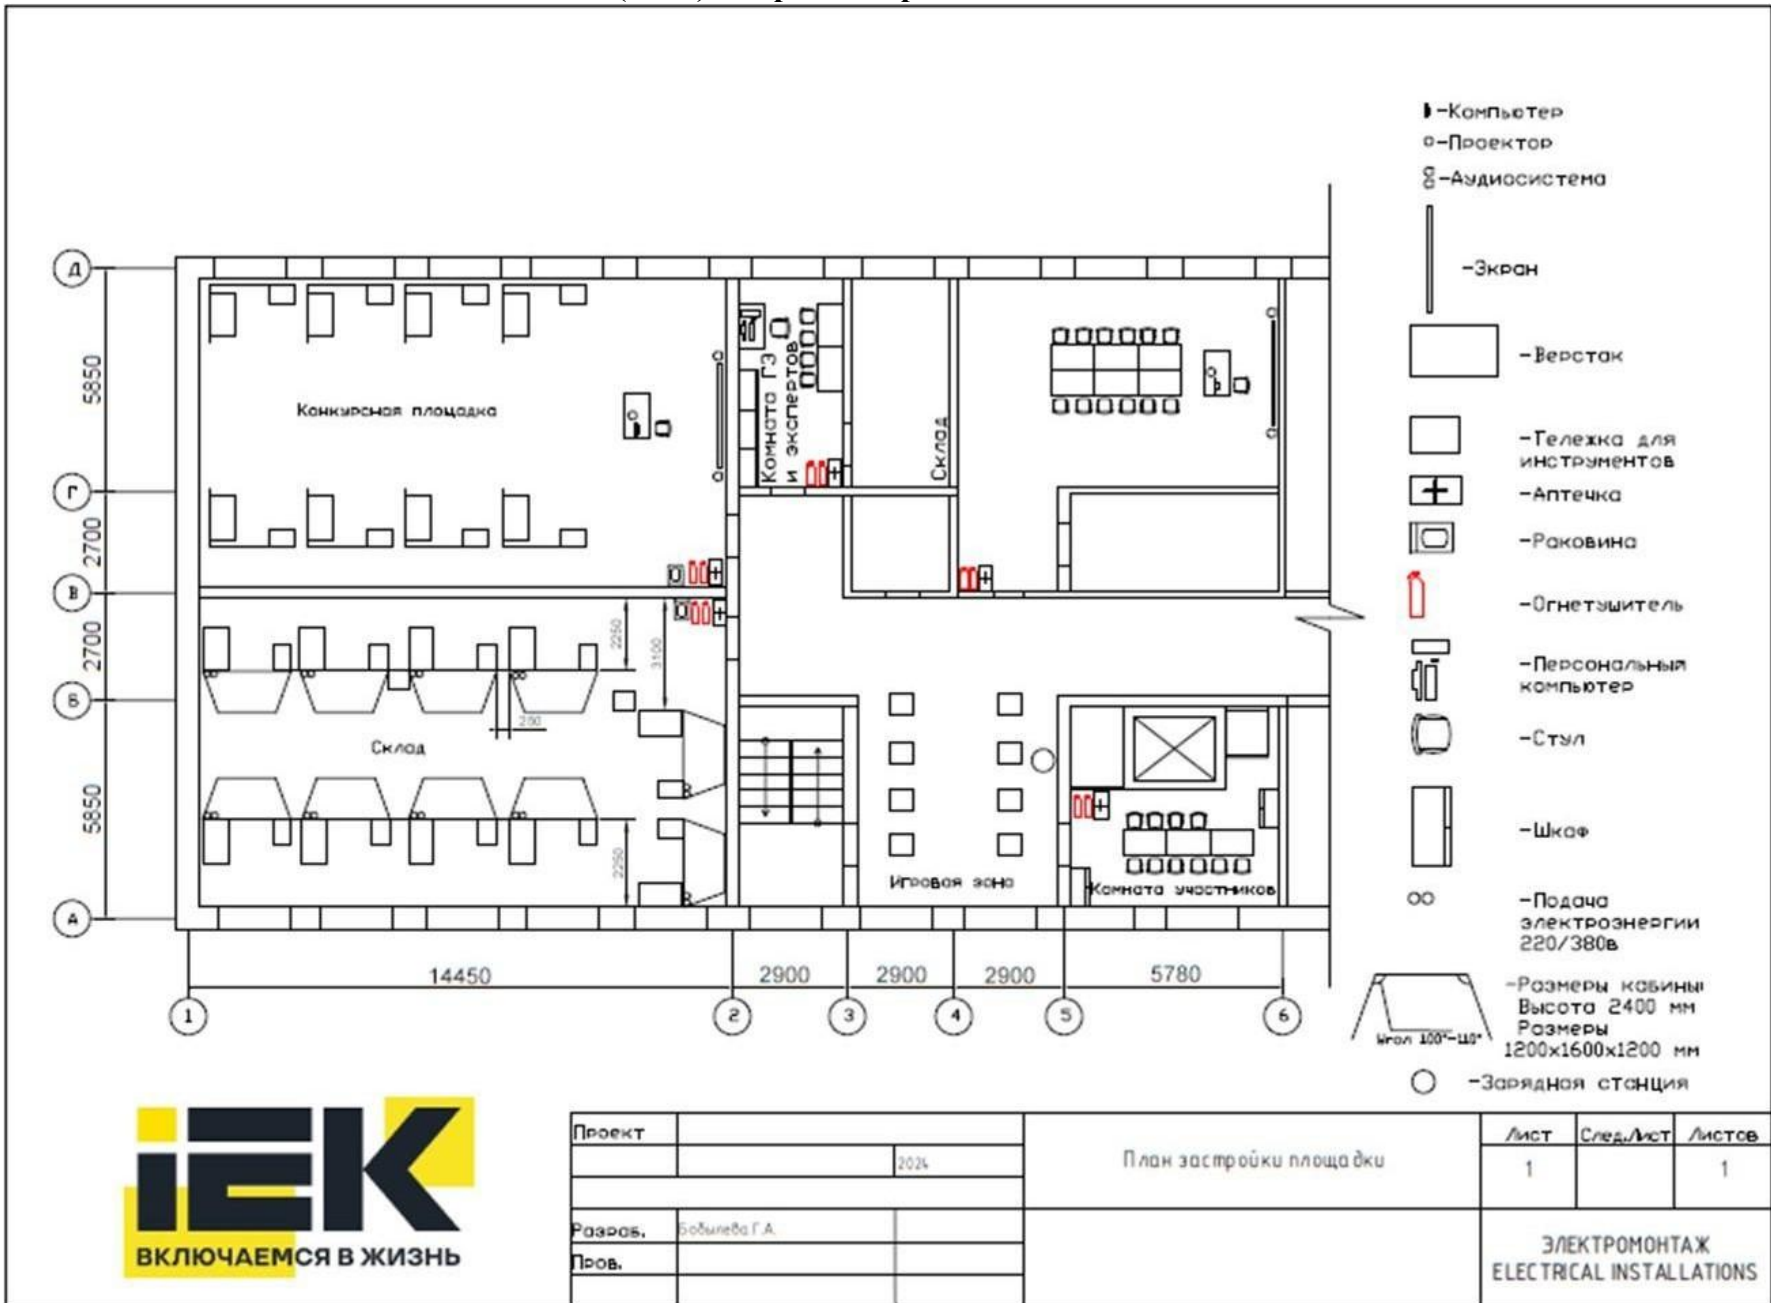 -Компьютер
-Проектор
-Аудиосистема
-Экран
-Верстак
-Тележка для
инструментов
-Аптечка
-Раковина
-Огнетушитель
-Персональный
компьютер
-Стул
-Шкаф
-Подача
электроэнергии
220/380в
-Размеры кабины
Высота 2400 мм
Размеры
1200х1600х1200 мм
Угол 100°-110°
-Зарядная станция
Д
Г
В
Б
А
5850
2700
2700
5850
Конкурсная площадка
Комната ГЭ
и экспертов
Склад
2250
3100
250
Склад
2250
Игровая зона
Комната участников
14450
2900
2900
2900
5780
1
2
3
4
5
6
iEK
ВКЛЮЧАЕМСЯ В ЖИЗНЬ
Проект
2024
Разраб.
Бобылева Г.А.
Пров.
План застройки площадки
Лист
След.Лист
Листов
1
1
ЭЛЕКТРОМОНТАЖ
ELECTRICAL INSTALLATIONS